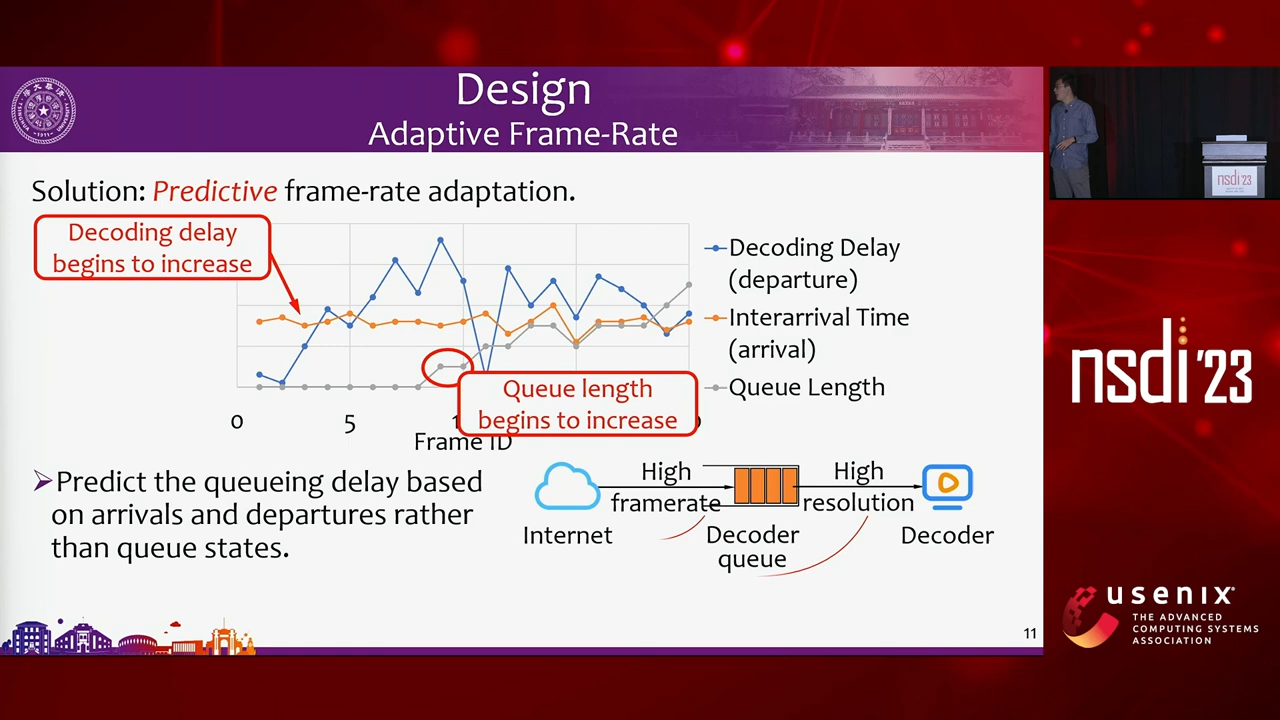 Design
Adaptive Frame-Rate
Solution: Predictive frame-rate adaptation.
Decoding delay
begins to increase
Decoding Delay
(departure)
Interarrival Time
(arrival)
Queue Length
Queue length
begins to increase
0
5
Frame ID
➢Predict the queueing delay based
on arrivals and departures rather
than queue states.
High
framerate
High
resolution
Internet
Decoder
queue
Decoder
11
nsdi'23
nsdi '23
usenix
THE ADVANCED
COMPUTING SYSTEMS
ASSOCIATION